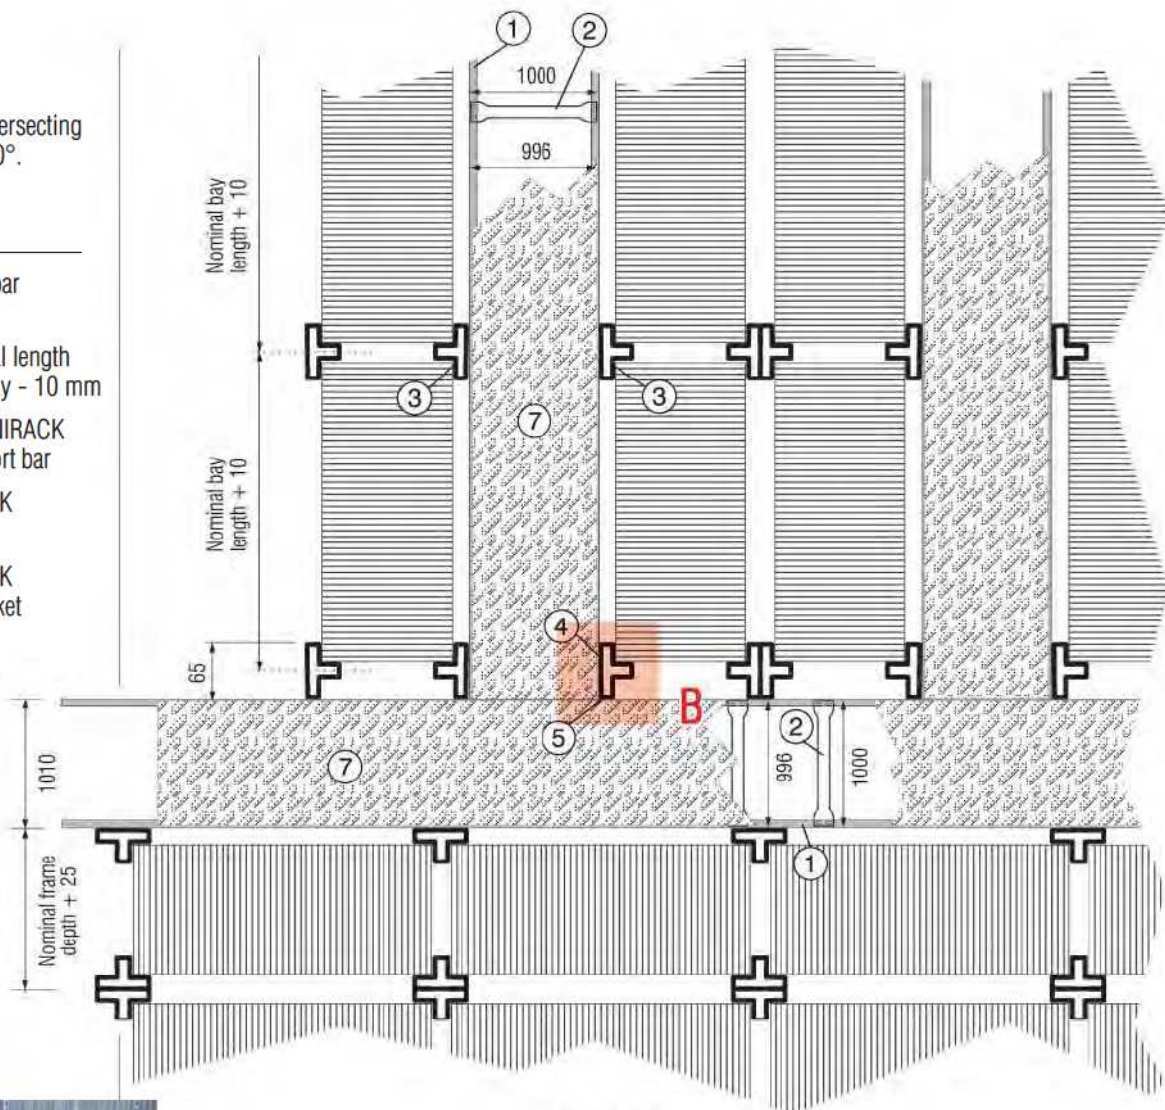 ersecting
0°.
bar
l length
y - 10 mm
NIRACK
ort bar
K
K
ket
1
2
1000
996
Nominal bay
length + 10
3
3
7
Nominal bay
length + 10
65
4
B
5
7
1010
996
2
1000
1
Nominal frame
depth + 25